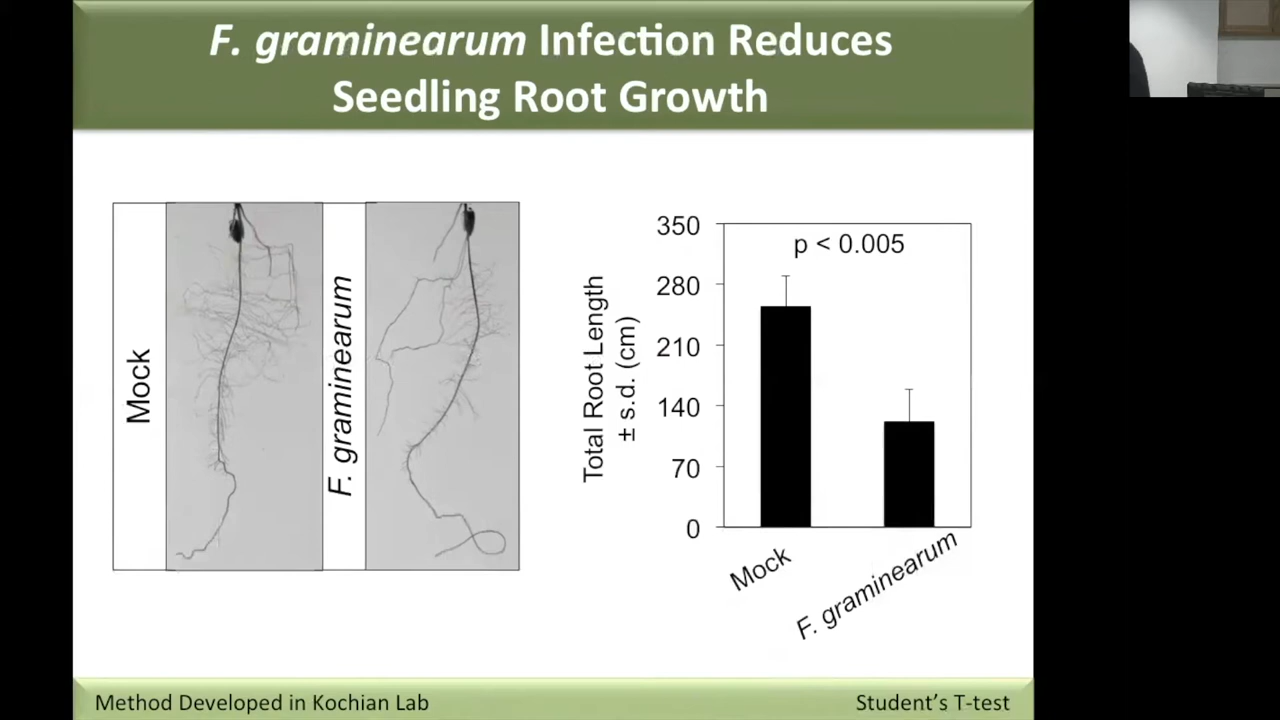 F. graminearum Infection Reduces
Seedling Root Growth
Mock
F. graminearum
Total Root Length
± s.d. (cm)
350
280
210
140
70
0
p < 0.005
Mock
F. graminearum
Method Developed in Kochian Lab
Student’s T-test